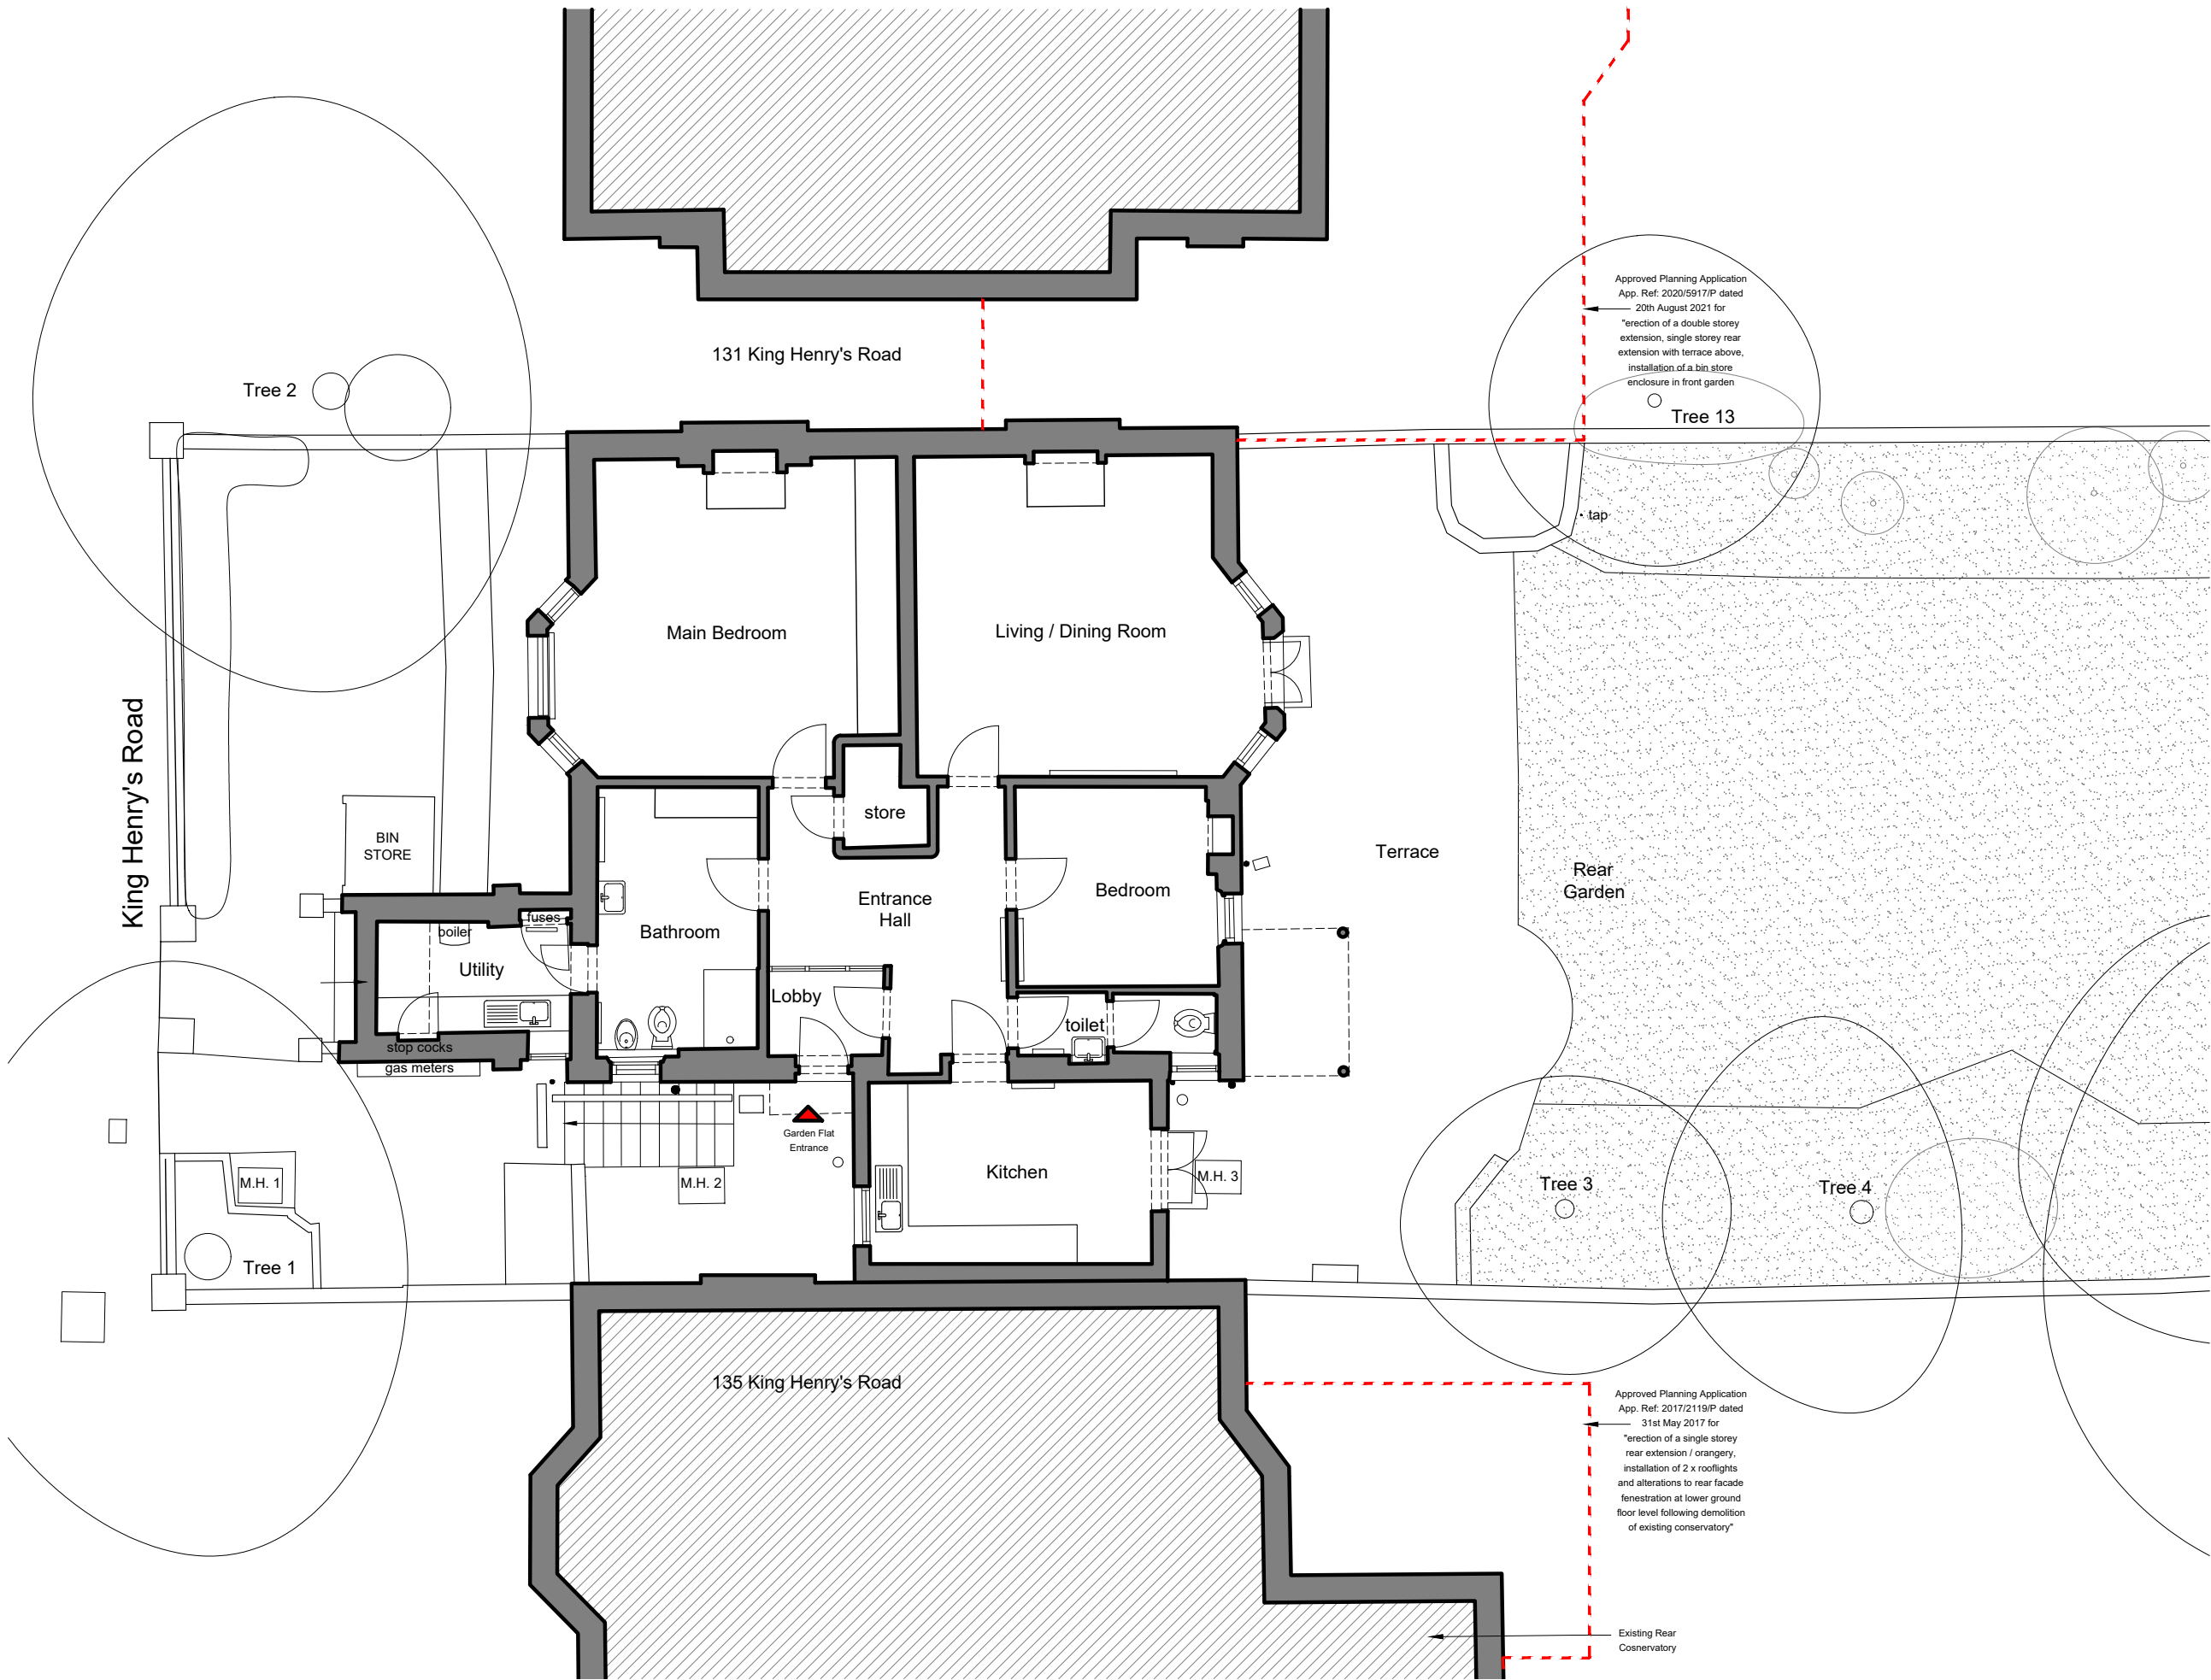 Approved Planning Application
App. Ref: 2020/5917/P dated
20th August 2021 for
"erection of a double storey
extension, single storey rear
extension with terrace above,
installation of a bin store
enclosure in front garden
131 King Henry's Road
Tree 2
Tree 13
tap
Main Bedroom
Living / Dining Room
King Henry's Road
BIN
STORE
store
Terrace
Rear
Garden
Bedroom
Entrance
Hall
fuses
boiler
Bathroom
Utility
Lobby
toilet
stop cocks
gas meters
Garden Flat
Entrance
Kitchen
M.H. 1
M.H. 2
M.H. 3
Tree 3
Tree 4
Tree 1
135 King Henry's Road
Approved Planning Application
App. Ref: 2017/2119/P dated
31st May 2017 for
"erection of a single storey
rear extension / orangery,
installation of 2 x rooflights
and alterations to rear facade
fenestration at lower ground
floor level following demolition
of existing conservatory"
Existing Rear
Cosnervatory